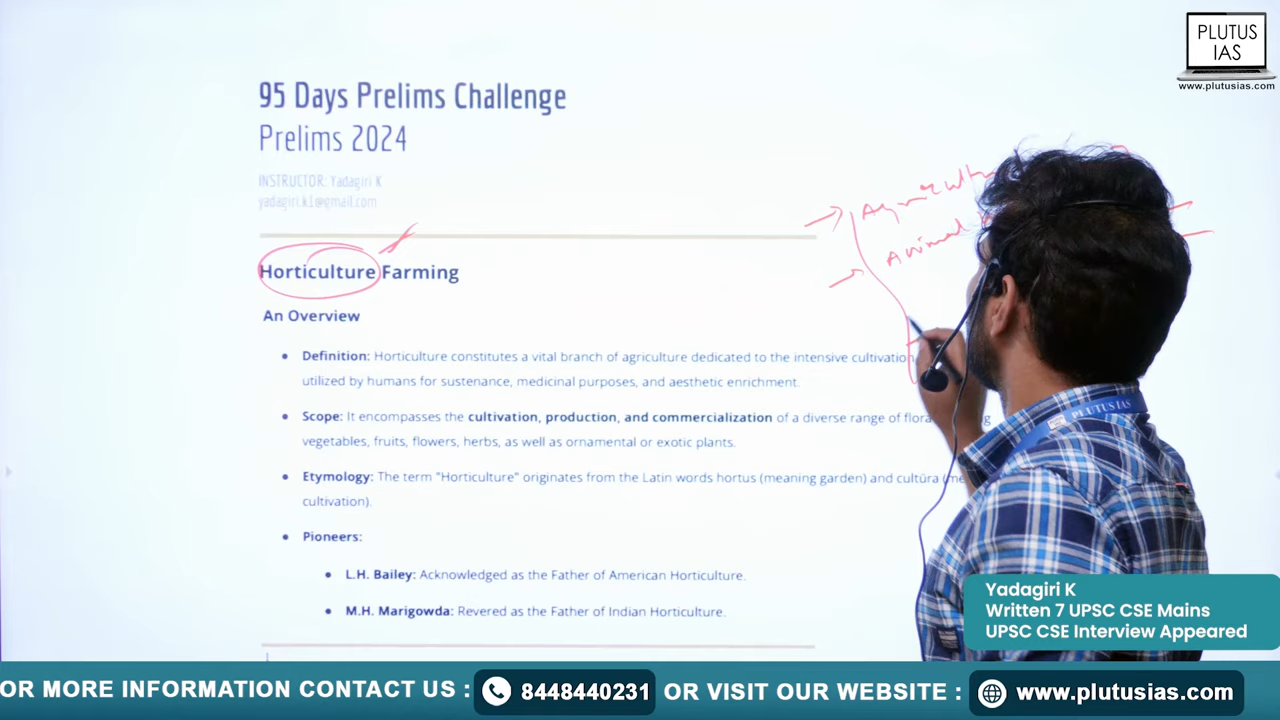 PLUTUS
IAS
www.plutusias.com
95 Days Prelims Challenge
Prelims 2024
INSTRUCTOR: Yadagiri K
yadagiri.k1@gmail.com
Horticulture Farming
An Overview
Definition: Horticulture constitutes a vital branch of agriculture dedicated to the intensive cultivation
utilized by humans for sustenance, medicinal purposes, and aesthetic enrichment.
Scope: It encompasses the cultivation, production, and commercialization of a diverse range of flora
vegetables, fruits, flowers, herbs, as well as ornamental or exotic plants.
Etymology: The term "Horticulture" originates from the Latin words hortus (meaning garden) and cultūra
cultivation).
Pioneers:
L.H. Bailey: Acknowledged as the Father of American Horticulture.
M.H. Marigowda: Revered as the Father of Indian Horticulture.
Animal
PLUTUS IAS
Yadagiri K
Written 7 UPSC CSE Mains
UPSC CSE Interview Appeared
OR MORE INFORMATION CONTACT US : 8448440231 OR VISIT OUR WEBSITE : www.plutusias.com